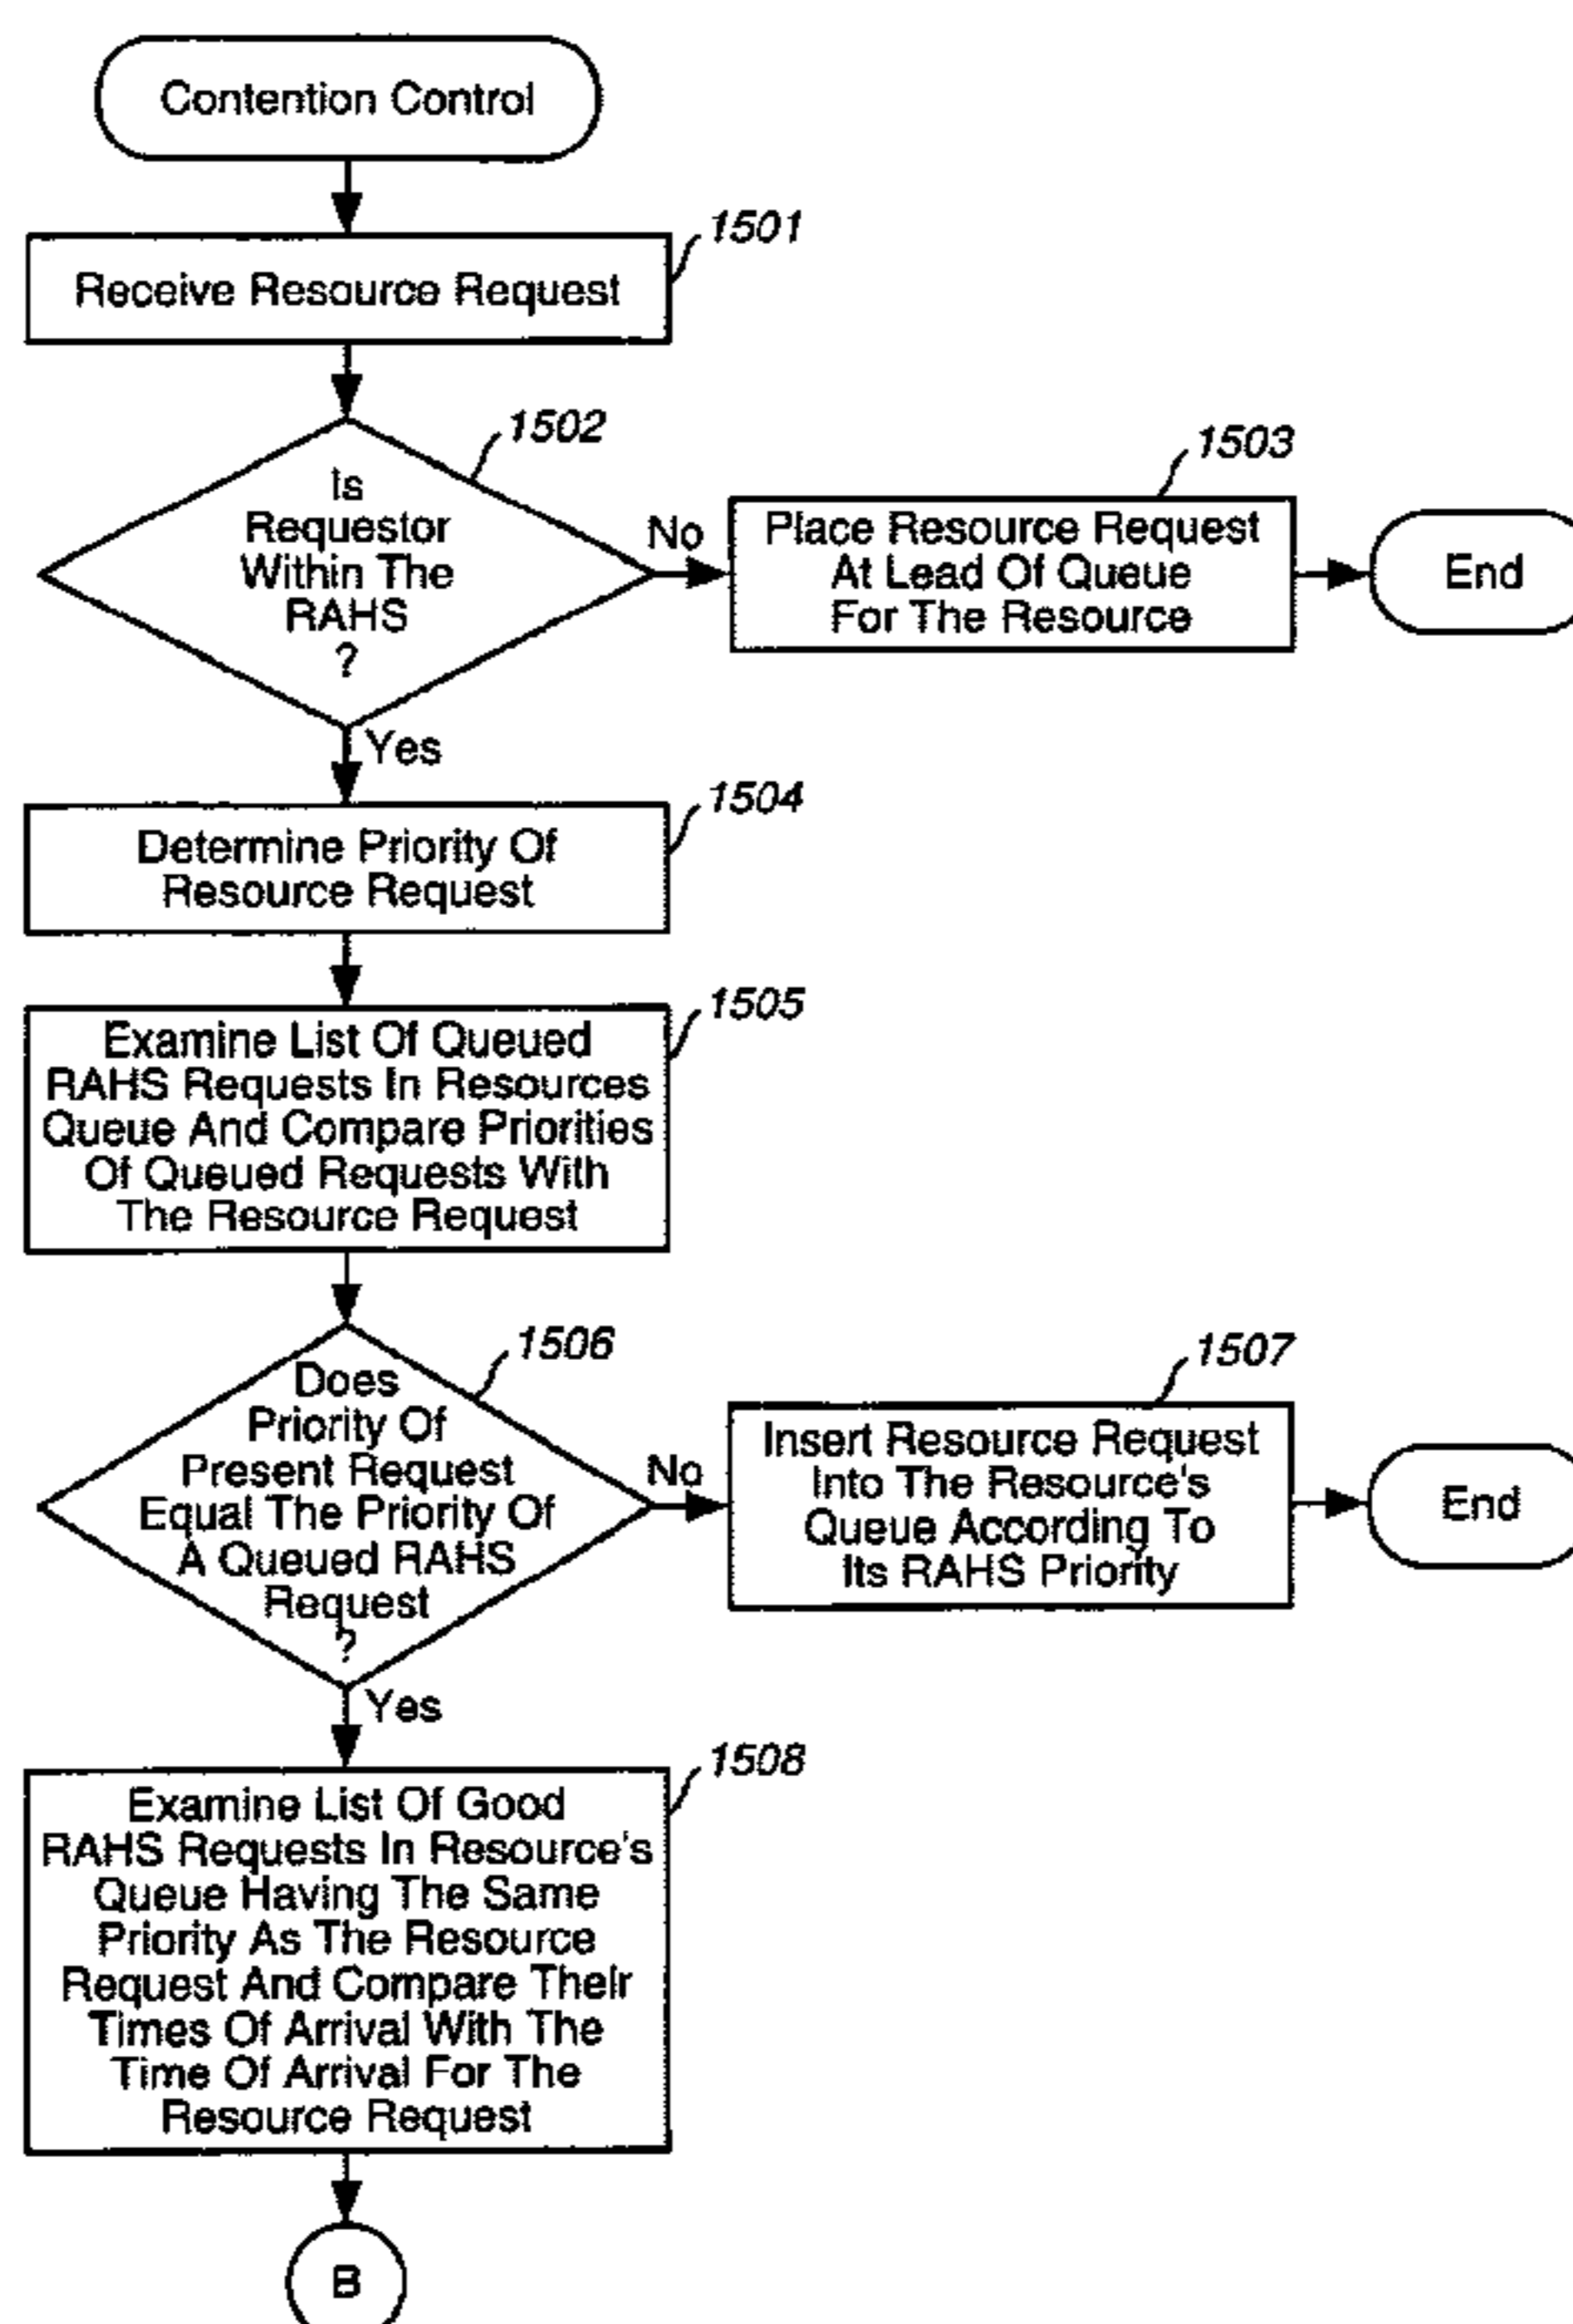 Contention Control
1501
Receive Resource Request
1502
Is
Requestor
Within The
RAHS
?
No
1503
Place Resource Request
At Lead Of Queue
For The Resource
End
Yes
1504
Determine Priority Of
Resource Request
1505
Examine List Of Queued
RAHS Requests In Resources
Queue And Compare Priorities
Of Queued Requests With
The Resource Request
1506
Does
Priority Of
Present Request
Equal The Priority Of
A Queued RAHS
Request
?
No
1507
Insert Resource Request
Into The Resource's
Queue According To
Its RAHS Priority
End
Yes
1508
Examine List Of Good
RAHS Requests In Resource's
Queue Having The Same
Priority As The Resource
Request And Compare Their
Times Of Arrival With The
Time Of Arrival For The
Resource Request
B